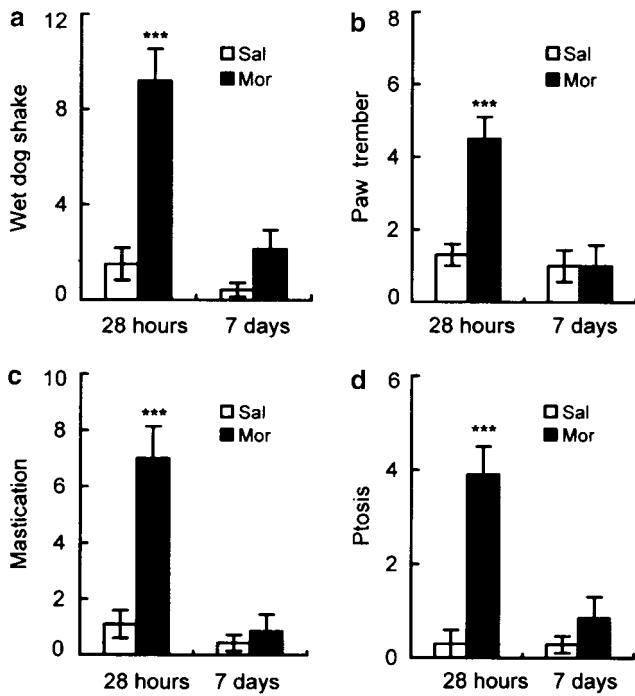 a
Wet dog shake
12
8
4
0
***
Sal
Mor
28 hours
7 days
b
Paw trember
8
6
4
2
0
***
Sal
Mor
28 hours
7 days
c
Mastication
10
8
6
4
2
0
***
Sal
Mor
28 hours
7 days
d
Ptosis
6
4
2
0
***
Sal
Mor
28 hours
7 days